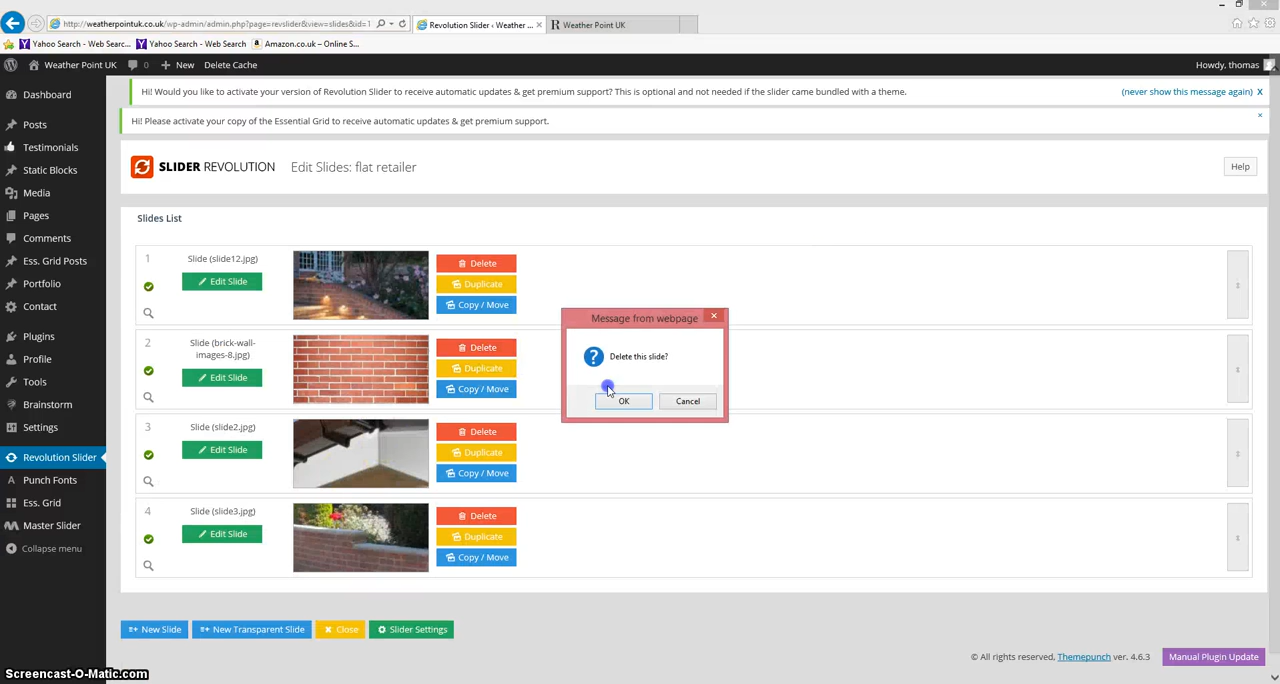 http://weatherpointuk.co.uk/wp-admin/admin.php?page=revslider&view=slides&id=1
Revolution Slider ‹ Weather ...
Weather Point UK
Yahoo Search - Web Searc...
Yahoo Search - Web Searc...
Amazon.co.uk – Online S...
Weather Point UK
0
New
Delete Cache
Howdy, thomas
Dashboard
Posts
Testimonials
Static Blocks
Media
Pages
Comments
Ess. Grid Posts
Portfolio
Contact
Plugins
Profile
Tools
Brainstorm
Settings
Revolution Slider
Punch Fonts
Ess. Grid
Master Slider
Collapse menu
Hi! Would you like to activate your version of Revolution Slider to receive automatic updates & get premium support? This is optional and not needed if the slider came bundled with a theme.
(never show this message again) X
Hi! Please activate your copy of the Essential Grid to receive automatic updates & get premium support.
SLIDER REVOLUTION
Edit Slides: flat retailer
Help
Slides List
1
Slide (slide12.jpg)
Edit Slide
Delete
Duplicate
Copy / Move
2
Slide (brick-wall-
images-8.jpg)
Edit Slide
Delete
Duplicate
Copy / Move
3
Slide (slide2.jpg)
Edit Slide
Delete
Duplicate
Copy / Move
4
Slide (slide3.jpg)
Edit Slide
Delete
Duplicate
Copy / Move
Message from webpage
Delete this slide?
OK
Cancel
New Slide
New Transparent Slide
Close
Slider Settings
© All rights reserved, Themepunch ver. 4.6.3
Manual Plugin Update
Screencast-O-Matic.com